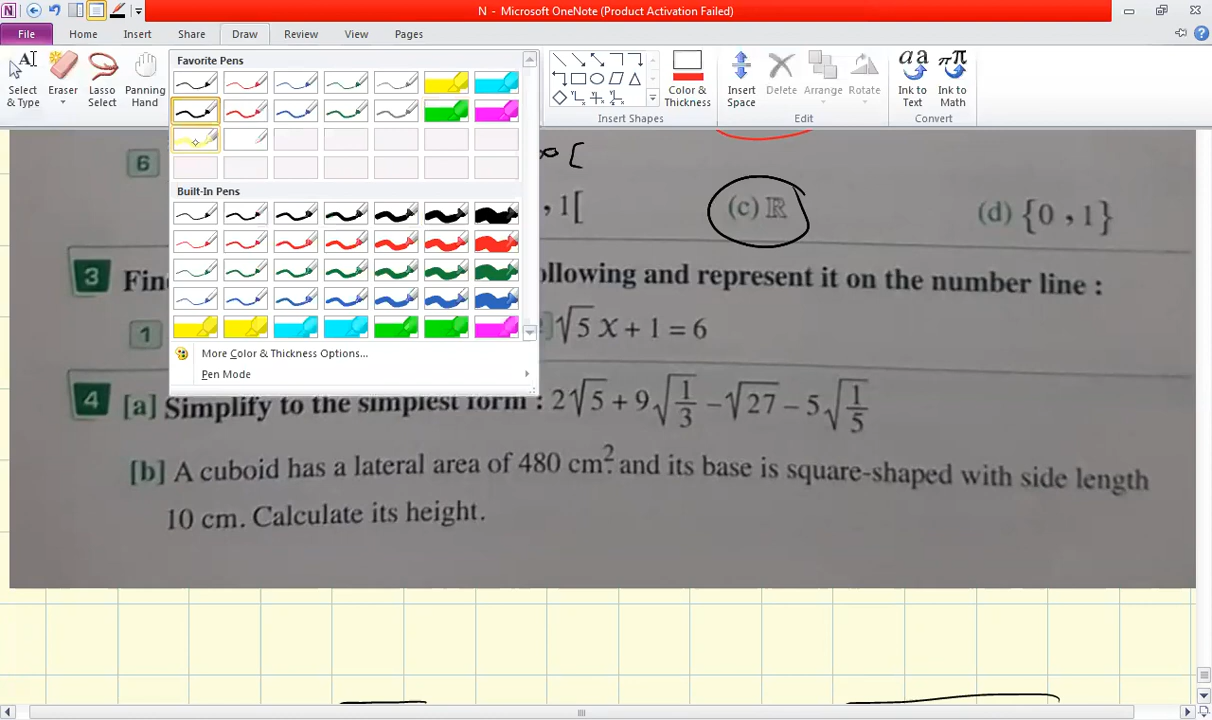 N - Microsoft OneNote (Product Activation Failed)
File Home Insert Share Draw Review View Pages
Select & Type
Eraser
Lasso Select
Panning Hand
Favorite Pens
Built-In Pens
More Color & Thickness Options...
Pen Mode
Color & Thickness
Insert Shapes
Insert Space
Delete
Arrange
Rotate
Edit
Ink to Text
Ink to Math
Convert
6
∞ [
, 1[
(c) ℝ
(d) {0 , 1}
3 Fin ollowing and represent it on the number line :
1 √5 X + 1 = 6
4 [a] Simplify to the simplest form : 2√5 + 9√(1/3) – √27 – 5√(1/5)
[b] A cuboid has a lateral area of 480 cm² and its base is square-shaped with side length
10 cm. Calculate its height.